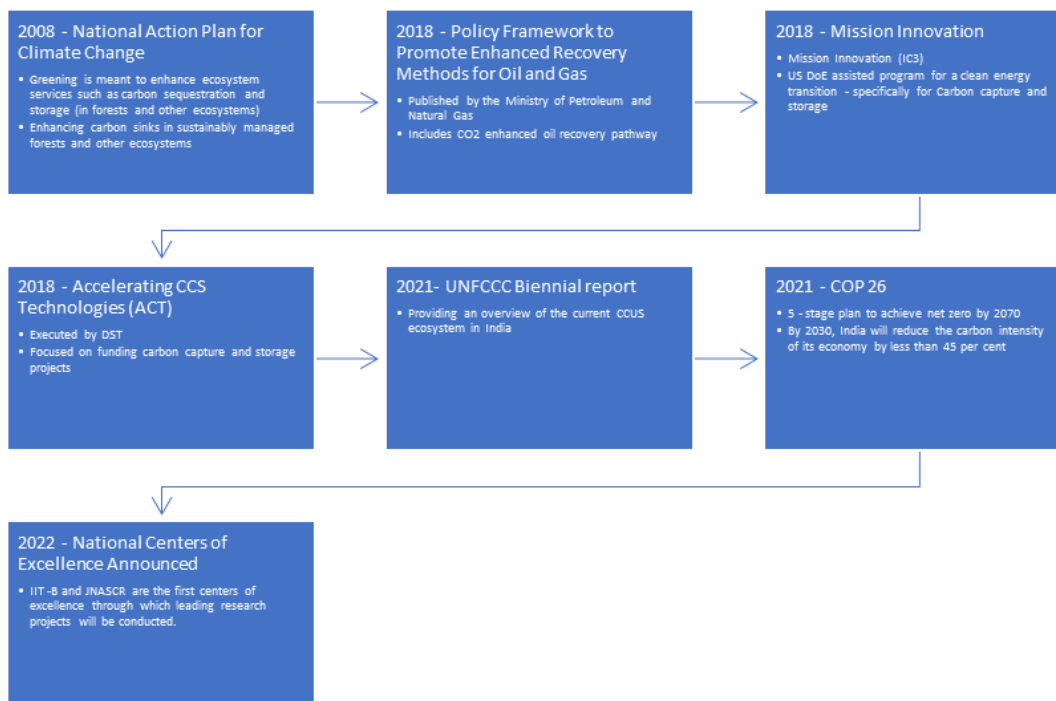 2008 - National Action Plan for
Climate Change
• Greening is meant to enhance ecosystem
services such as carbon sequestration and
storage (in forests and other ecosystems)
• Enhancing carbon sinks in sustainably managed
forests and other ecosystems
2018 - Policy Framework to
Promote Enhanced Recovery
Methods for Oil and Gas
• Published by the Ministry of Petroleum and
Natural Gas
• Includes CO2 enhanced oil recovery pathway
2018 - Mission Innovation
• Mission Innovation (IC3)
• US DoE assisted program for a clean energy
transition - specifically for Carbon capture and
storage
2018 - Accelerating CCS
Technologies (ACT)
• Executed by DST
• Focused on funding carbon capture and storage
projects
2021- UNFCCC Biennial report
• Providing an overview of the current CCUS
ecosystem in India
2021 - COP 26
• 5 - stage plan to achieve net zero by 2070
• By 2030, India will reduce the carbon intensity
of its economy by less than 45 per cent
2022 - National Centers of
Excellence Announced
• IIT -B and JNASCR are the first centers of
excellence through which leading research
projects will be conducted.